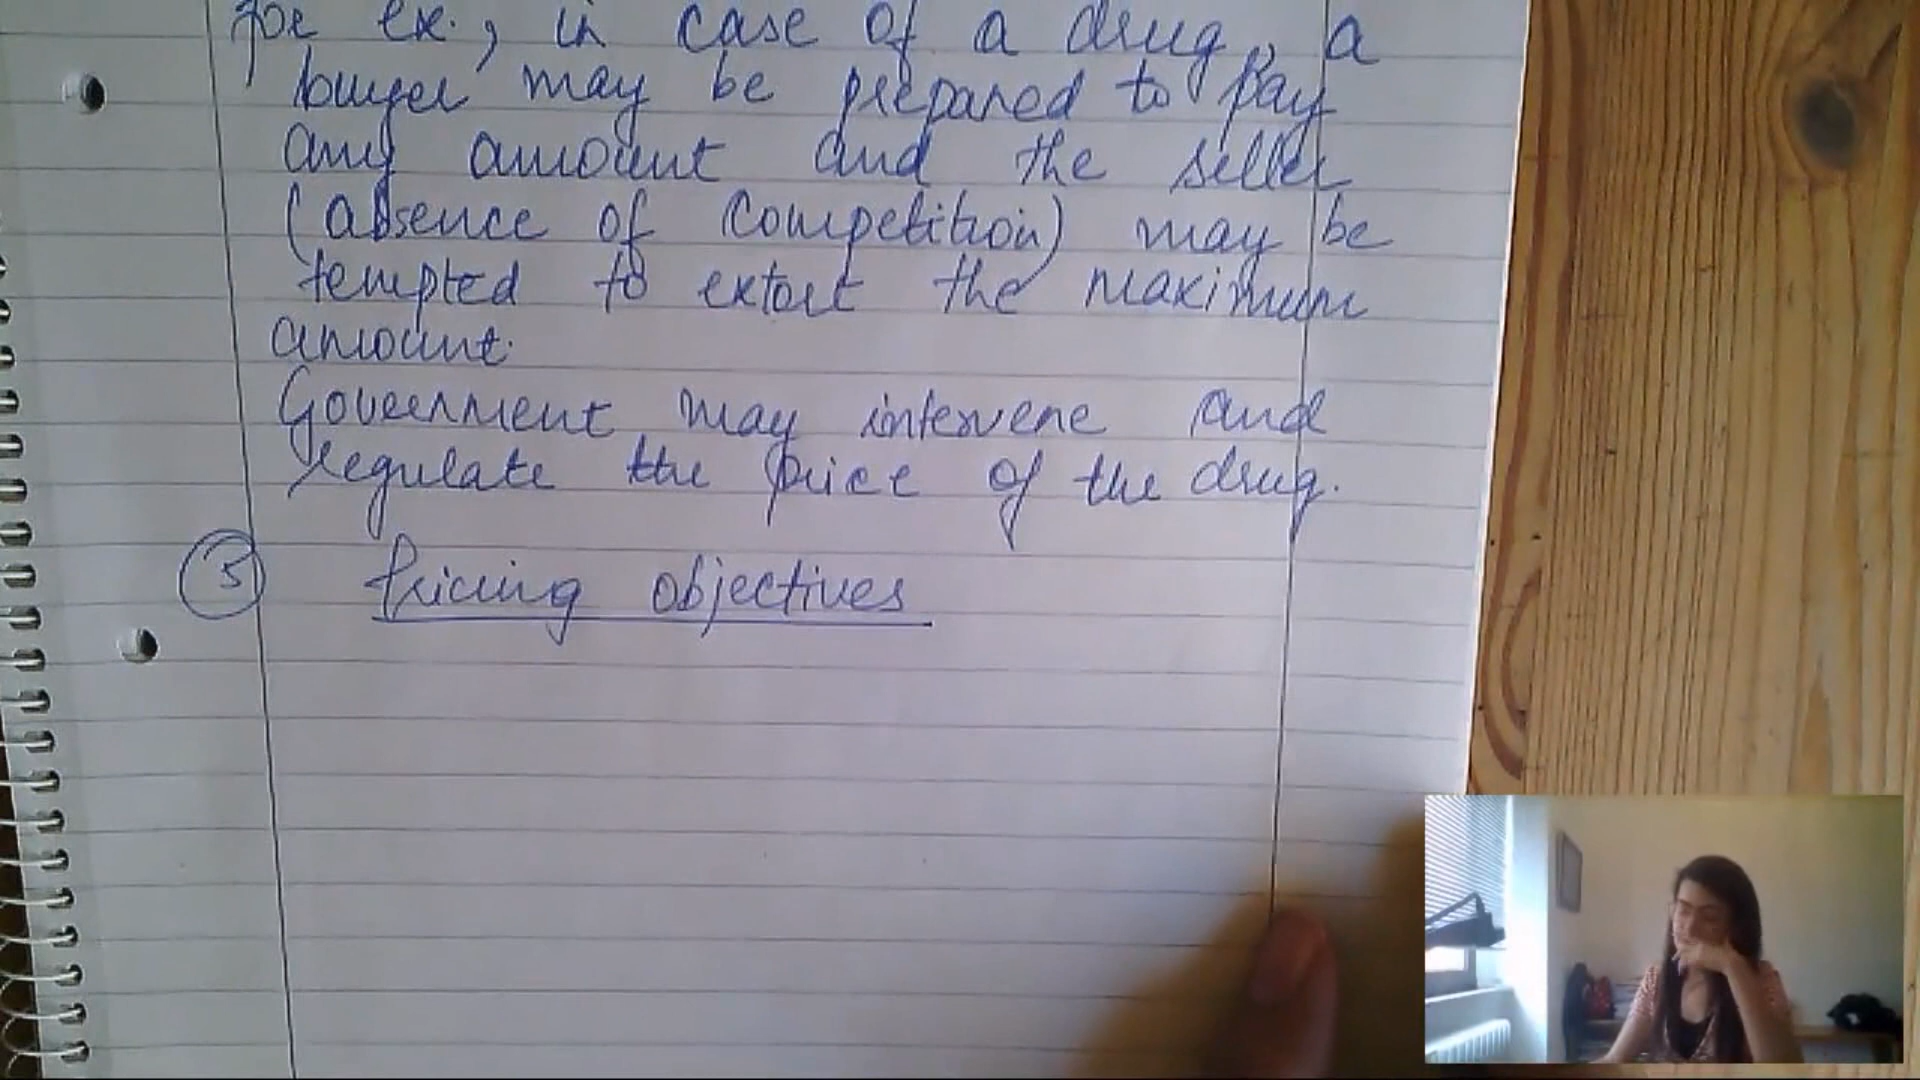 for ex., in case of a drug, a
buyer may be prepared to pay
any amount and the seller
(absence of competition) may be
tempted to extort the maximum
amount.
Government may intervene and
regulate the price of the drug.
5 Pricing objectives